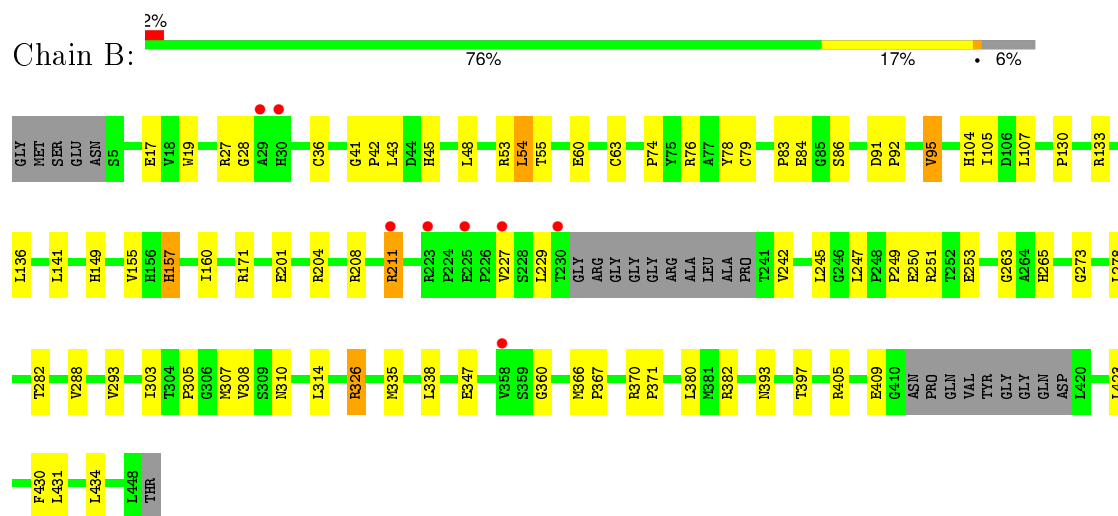 2%
Chain B:
76% 17% • 6%
GLY MET SER GLU ASN S5 E17 V18 W19 R27 G28 A29 H30 C36 G41 P42 L43 D44 H45 L48 R53 L54 T55 E60 C63 P74 Y75 R76 A77 Y78 C79 P83 E84 G85 S86 D91 P92 V95 H104 I105 D106 L107 P130 R133
L136 L141 H149 V155 H156 H157 I160 R171 E201 R204 R208 R211 R223 P224 E225 P226 V227 S228 L229 T230 GLY ARG GLY GLY GLY ARG ALA LEU ALA PRO T241 V242 L245 G246 L247 P248 P249 E250 R251 T252 E253 G263 A264 H265 G273
T282 V288 V293 I303 T304 P305 G306 M307 V308 S309 N310 L314 R326 M335 L338 E347 V358 S359 G360 M366 P367 R370 P371 L380 M381 R382 N393 T397 R405 E409 G410 ASN PRO GLN VAL TYR GLY GLY GLN ASP L420 L423
F430 L431 L434 L448 THR